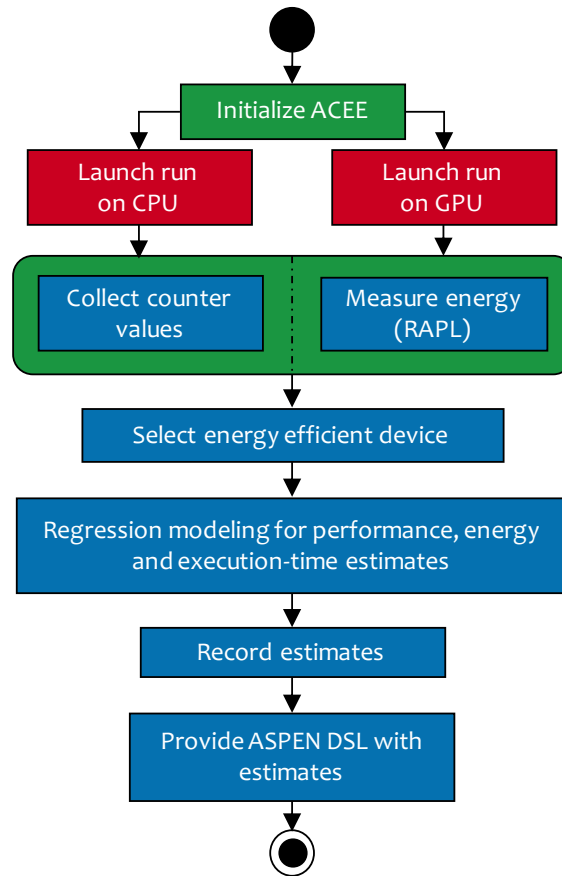 Initialize ACEE
Launch run
on CPU
Launch run
on GPU
Collect counter
values
Measure energy
(RAPL)
Select energy efficient device
Regression modeling for performance, energy
and execution-time estimates
Record estimates
Provide ASPEN DSL with
estimates